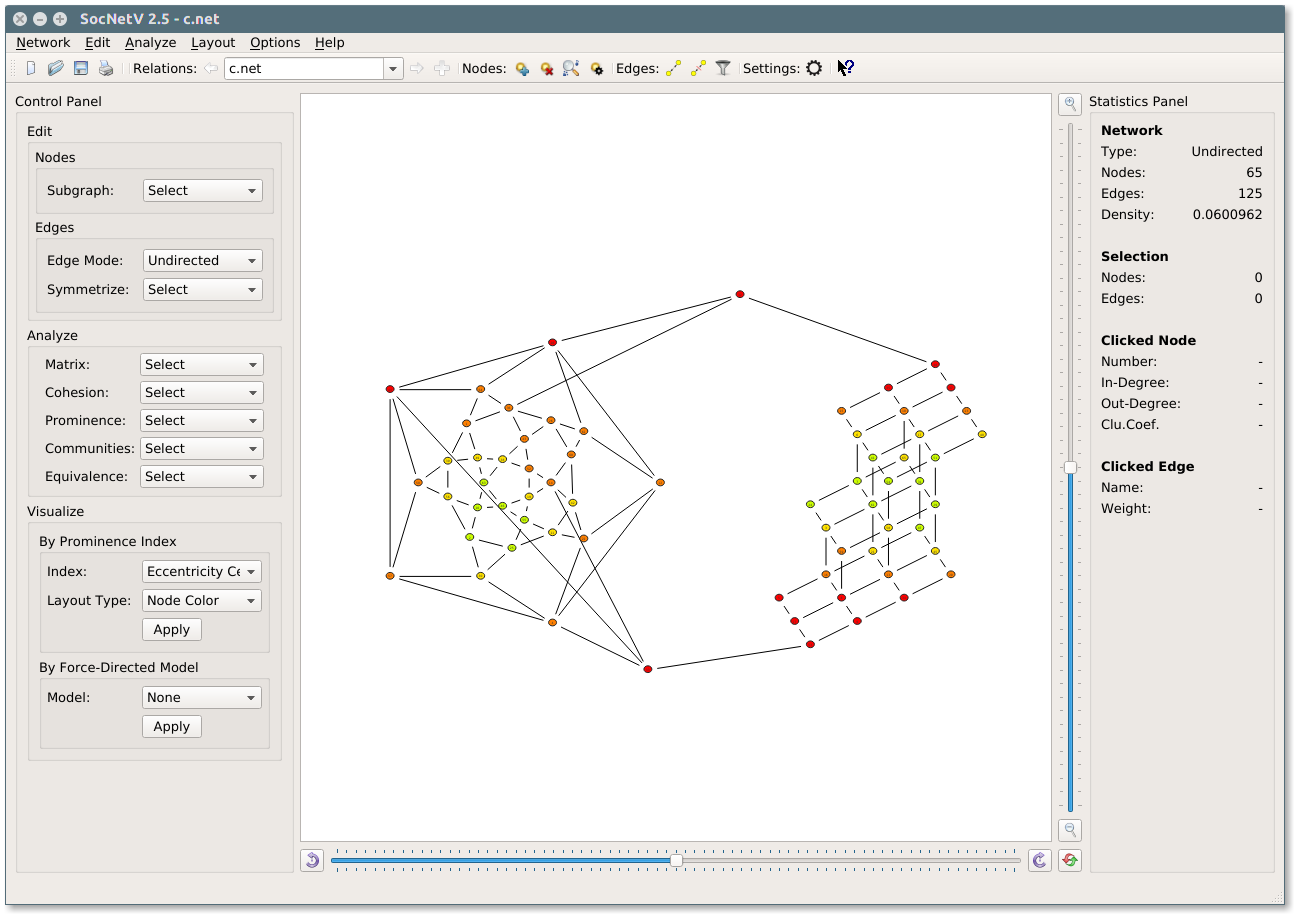 SocNetV 2.5 - c.net
Network Edit Analyze Layout Options Help
Relations: c.net Nodes: Edges: Settings:
Control Panel
Edit
Nodes
Subgraph: Select
Edges
Edge Mode: Undirected
Symmetrize: Select
Analyze
Matrix: Select
Cohesion: Select
Prominence: Select
Communities: Select
Equivalence: Select
Visualize
By Prominence Index
Index: Eccentricity Ce
Layout Type: Node Color
Apply
By Force-Directed Model
Model: None
Apply
Statistics Panel
Network
Type: Undirected
Nodes: 65
Edges: 125
Density: 0.0600962
Selection
Nodes: 0
Edges: 0
Clicked Node
Number: -
In-Degree: -
Out-Degree: -
Clu.Coef. -
Clicked Edge
Name: -
Weight: -